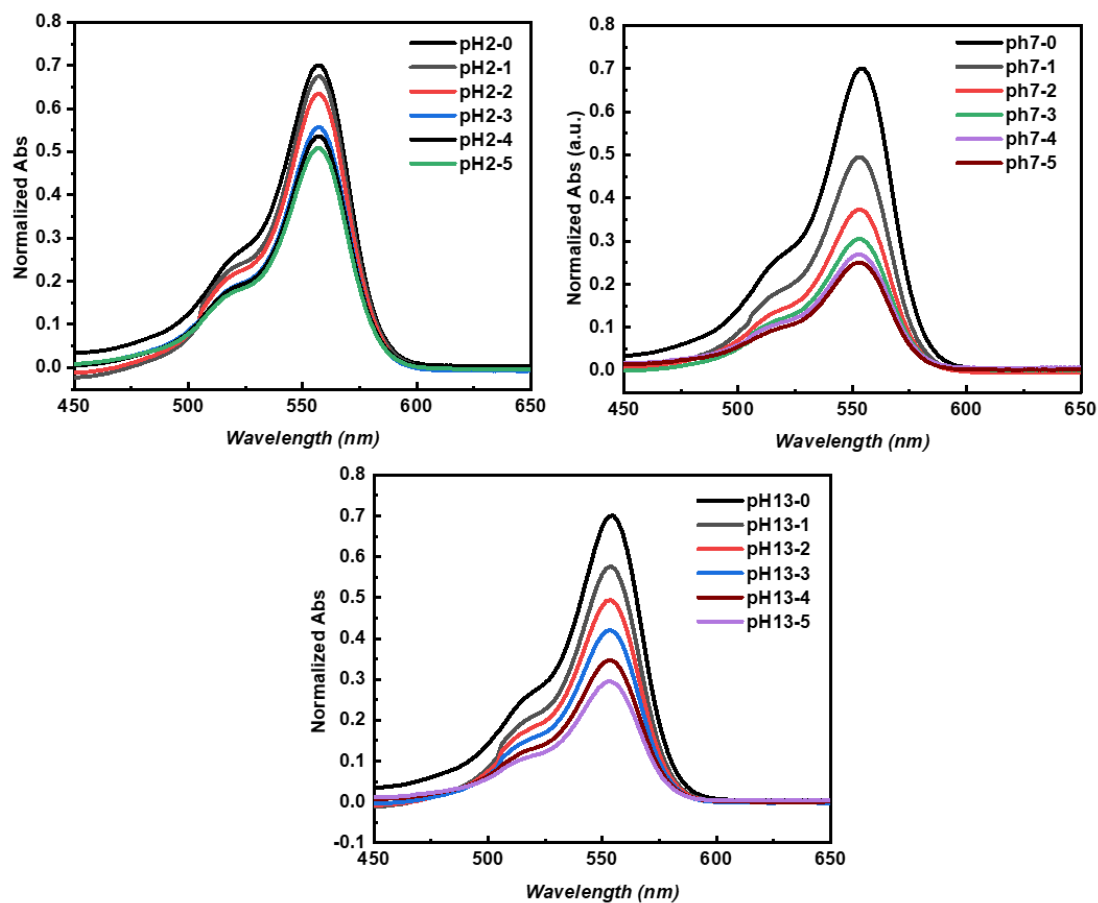 0.8
0.7
0.6
0.5
0.4
0.3
0.2
0.1
0.0
Normalized Abs
pH2-0
pH2-1
pH2-2
pH2-3
pH2-4
pH2-5
450 500 550 600 650
Wavelength (nm)
0.8
0.7
0.6
0.5
0.4
0.3
0.2
0.1
0.0
Normalized Abs (a.u.)
ph7-0
ph7-1
ph7-2
ph7-3
ph7-4
ph7-5
450 500 550 600 650
Wavelength (nm)
0.8
0.7
0.6
0.5
0.4
0.3
0.2
0.1
0.0
-0.1
Normalized Abs
pH13-0
pH13-1
pH13-2
pH13-3
pH13-4
pH13-5
450 500 550 600 650
Wavelength (nm)